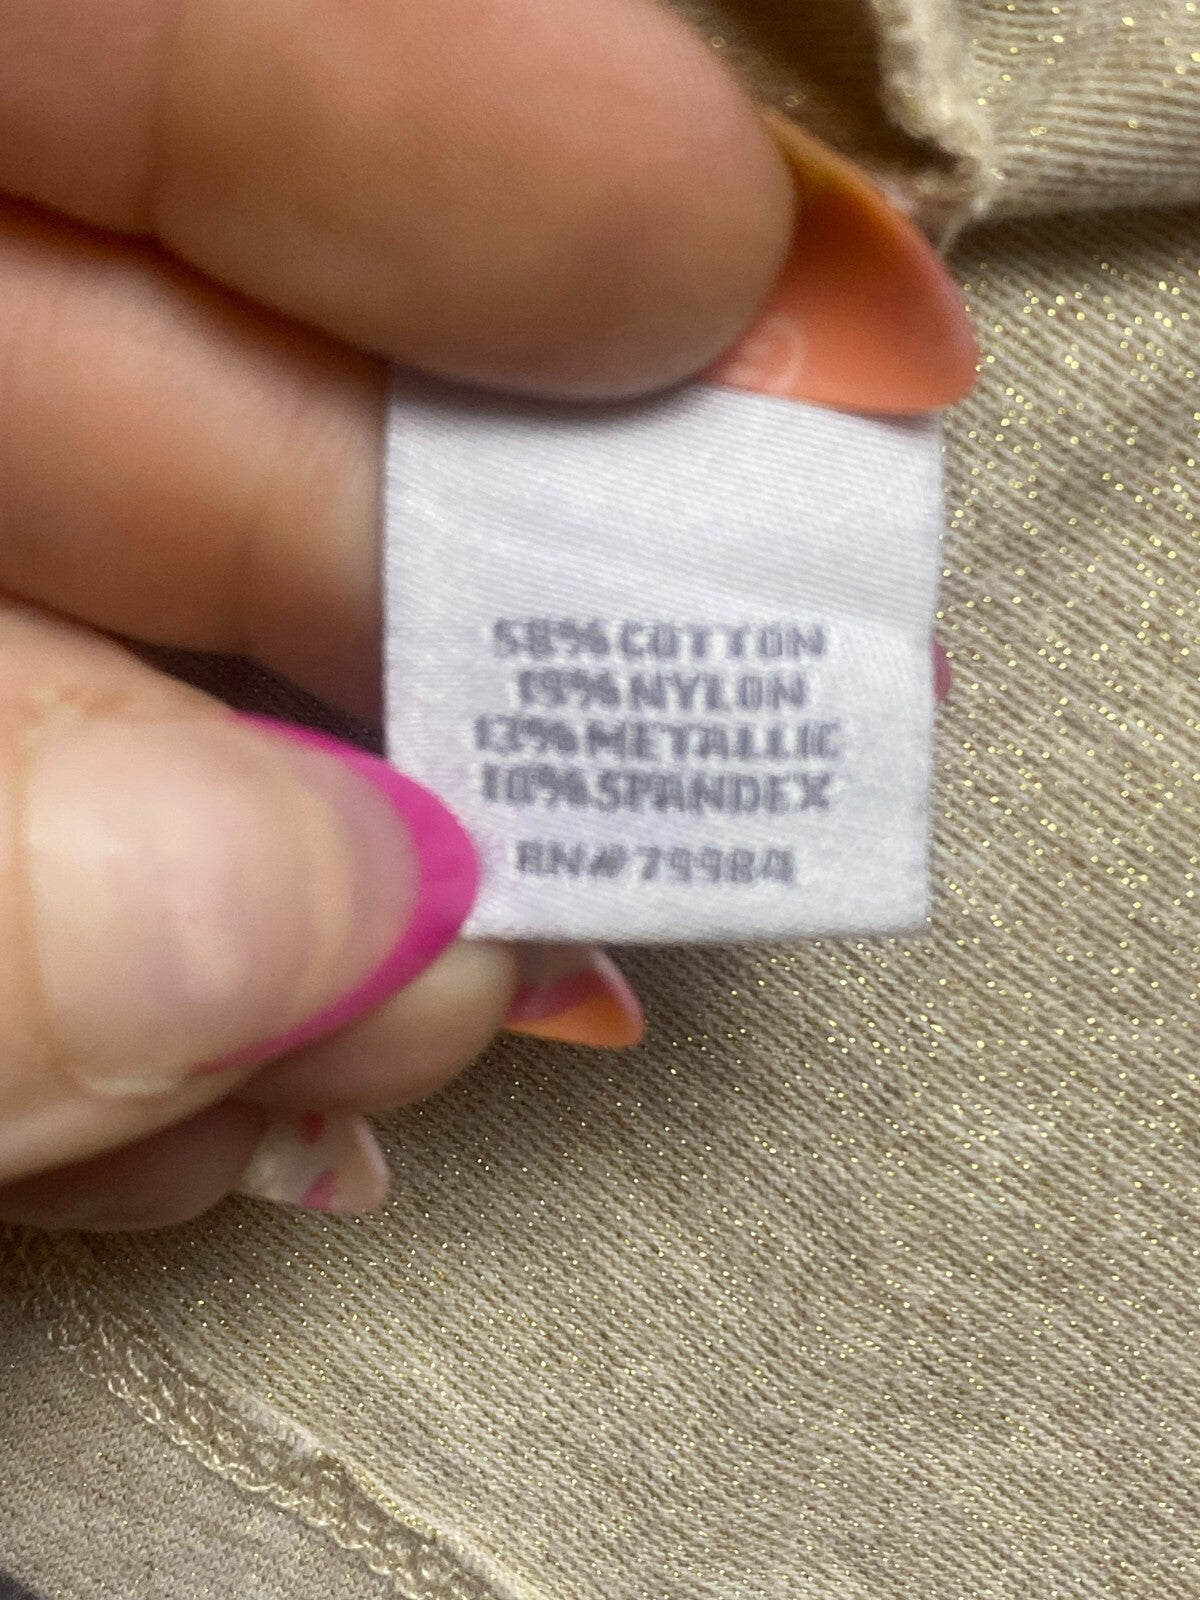 58% COTTON
19% NYLON
13% METALLIC
10% SPANDEX
RN# 79984